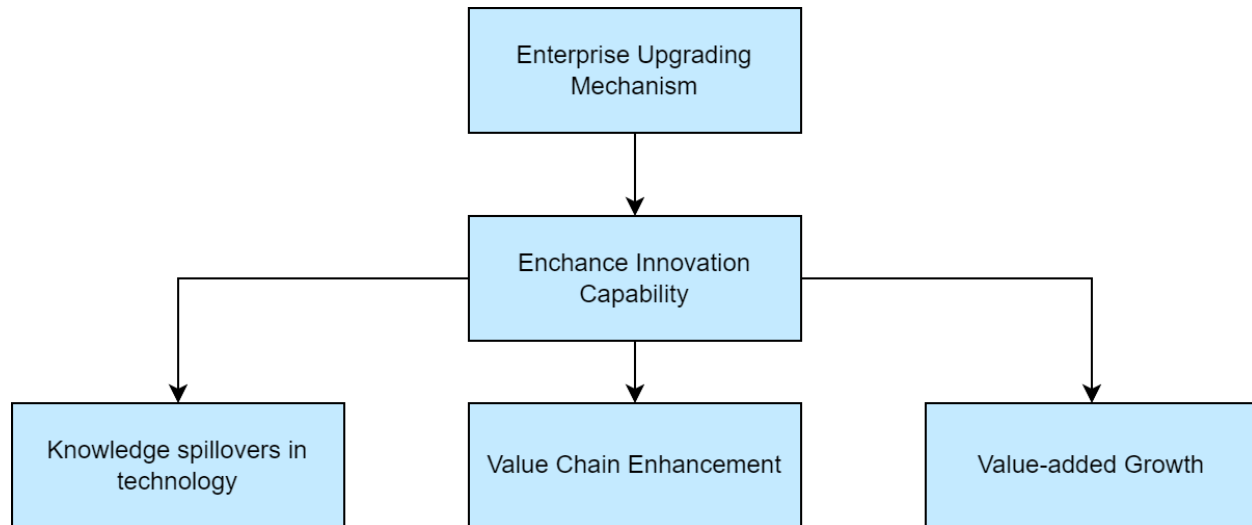 Enterprise Upgrading
Mechanism
Enchance Innovation
Capability
Knowledge spillovers in
technology
Value Chain Enhancement
Value-added Growth